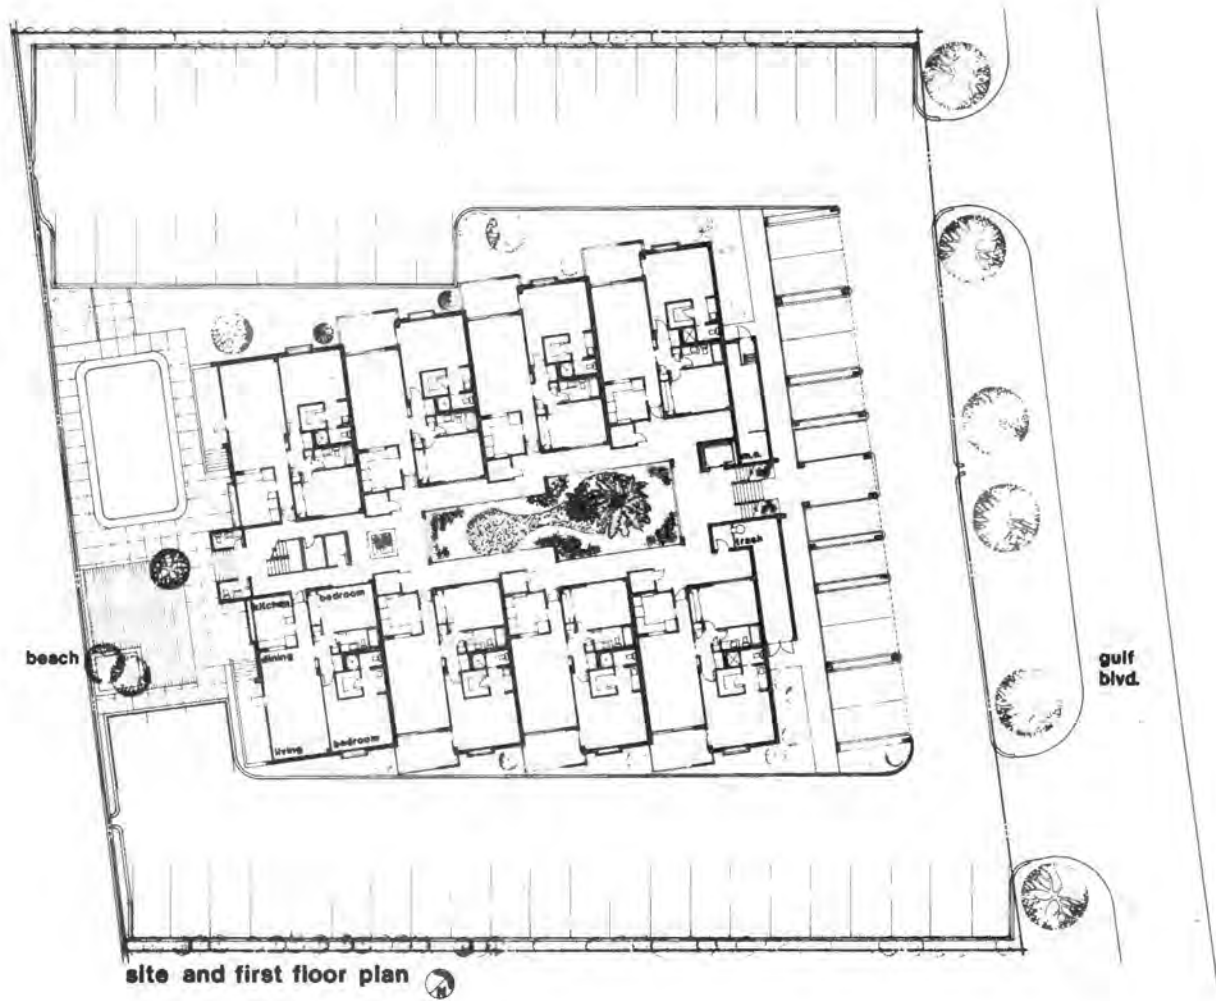 m.e.
trash
kitchen
bedroom
dining
beach
gulf
blvd.
living
bedroom
site and first floor plan
N